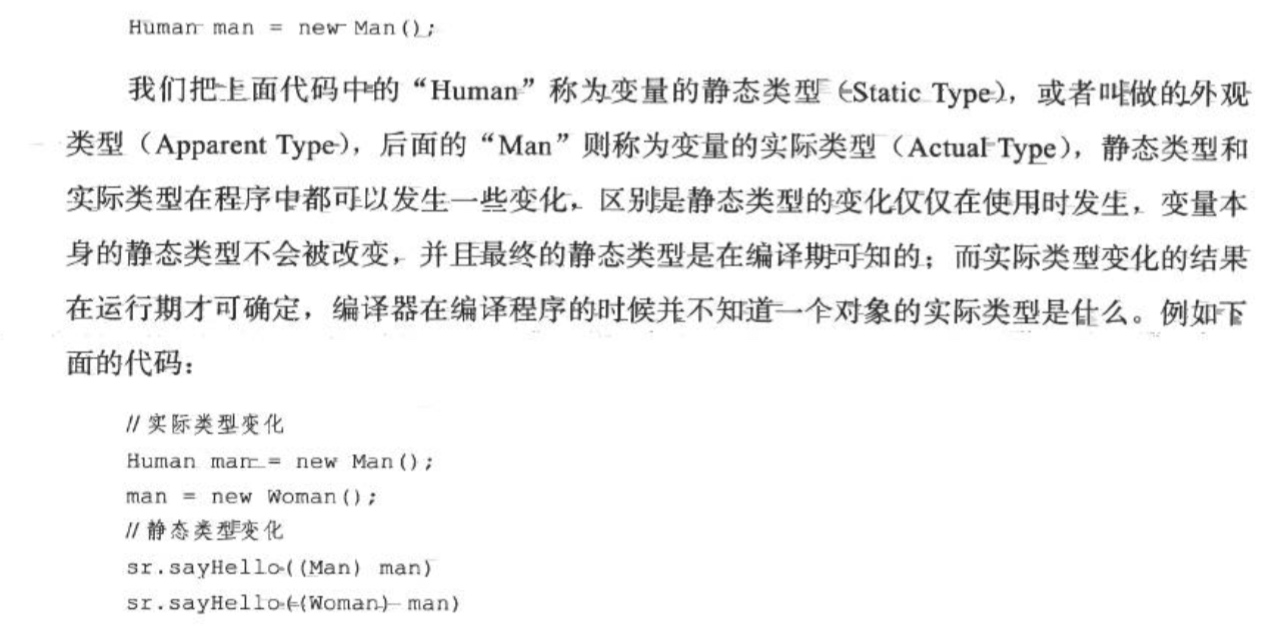 Human man = new Man();
我们把上面代码中的“Human”称为变量的静态类型（Static Type），或者叫做的外观
类型（Apparent Type），后面的“Man”则称为变量的实际类型（Actual Type），静态类型和
实际类型在程序中都可以发生一些变化，区别是静态类型的变化仅仅在使用时发生，变量本
身的静态类型不会被改变，并且最终的静态类型是在编译期可知的；而实际类型变化的结果
在运行期才可确定，编译器在编译程序的时候并不知道一个对象的实际类型是什么。例如下
面的代码：
//实际类型变化
Human man = new Man();
man = new Woman();
//静态类型变化
sr.sayHello((Man) man)
sr.sayHello((Woman) man)